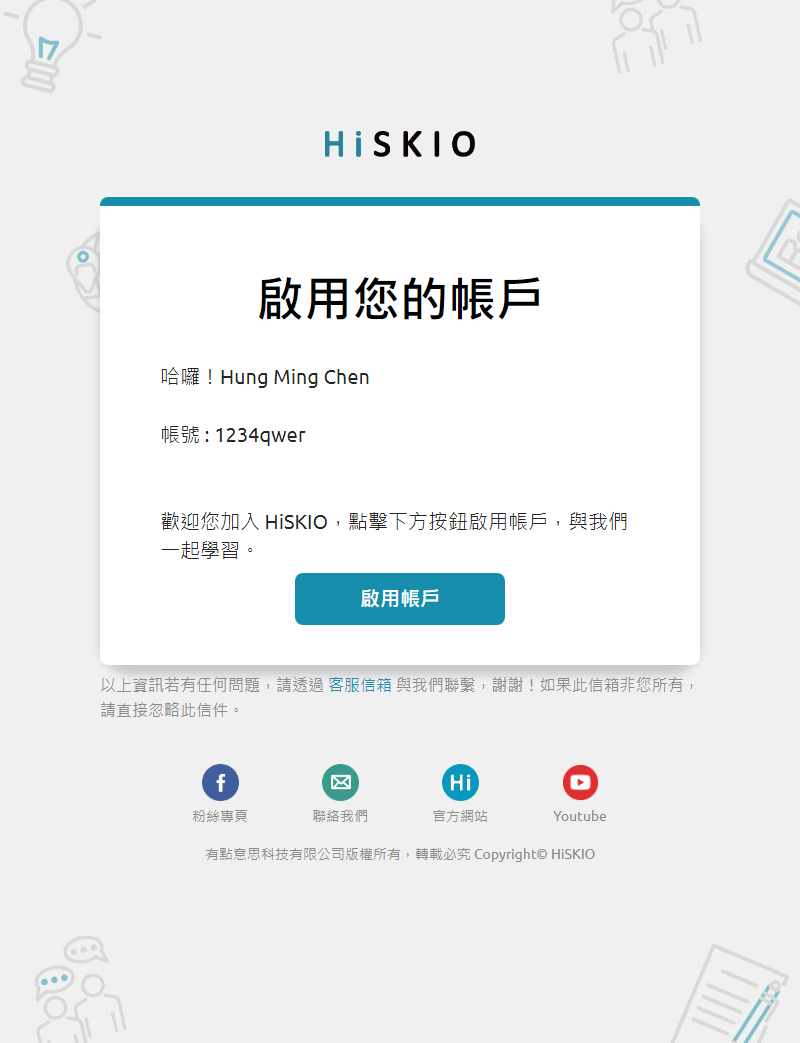 HiSKIO
啟用您的帳戶
哈囉！Hung Ming Chen
帳號 : 1234qwer
歡迎您加入 HiSKIO，點擊下方按鈕啟用帳戶，與我們
一起學習。
啟用帳戶
以上資訊若有任何問題，請透過 客服信箱 與我們聯繫，謝謝！如果此信箱非您所有，
請直接忽略此信件。
Hi
粉絲專頁 聯絡我們 官方網站 Youtube
有點意思科技有限公司版權所有，轉載必究 Copyright© HiSKIO